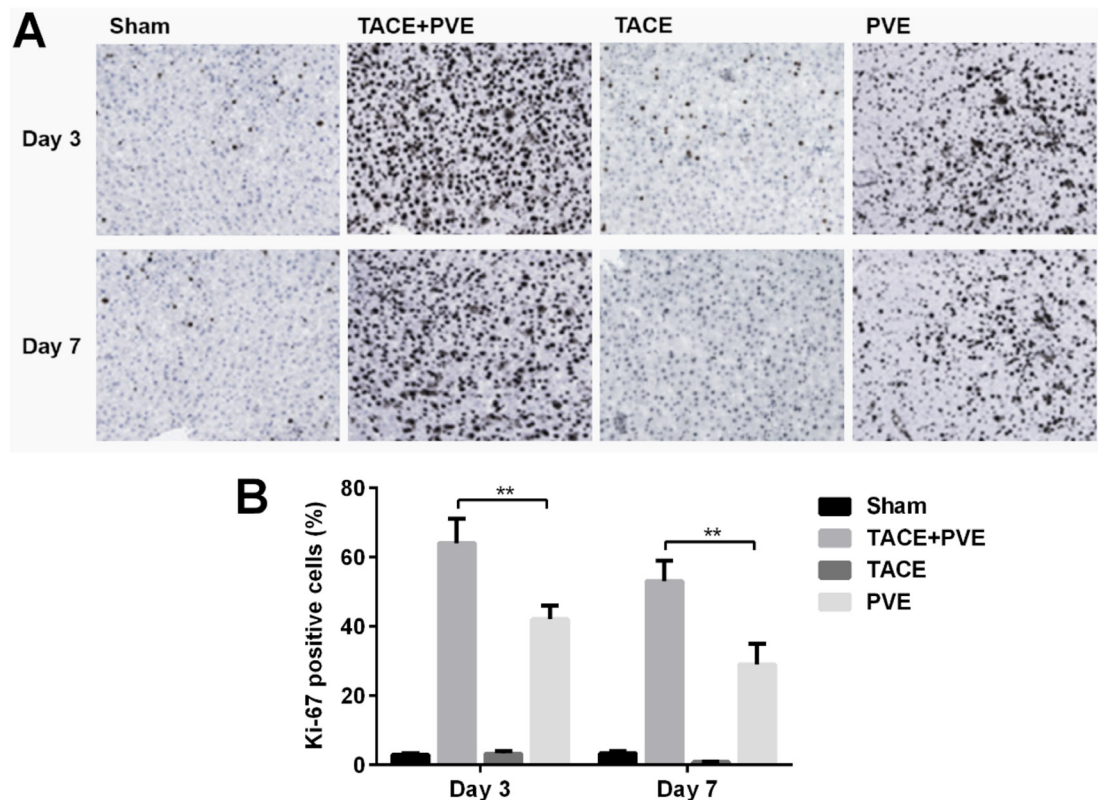 A
Sham TACE+PVE TACE PVE
Day 3
Day 7
B
Ki-67 positive cells (%)
80
60
40
20
0
**
**
Day 3 Day 7
Sham
TACE+PVE
TACE
PVE